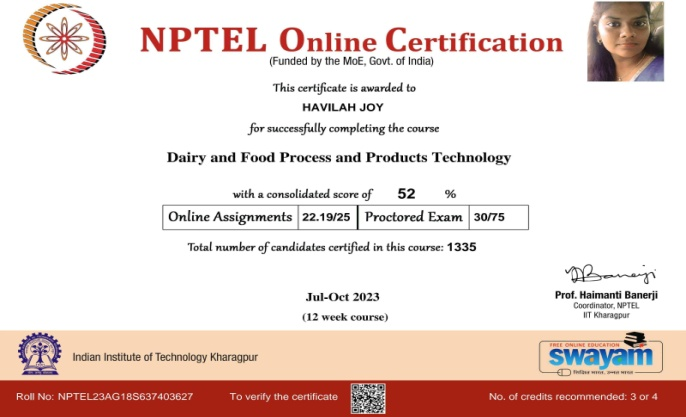 NPTEL Online Certification
(Funded by the MoE, Govt. of India)
This certificate is awarded to
HAVILAH JOY
for successfully completing the course
Dairy and Food Process and Products Technology
with a consolidated score of 52 %
Online Assignments 22.19/25 Proctored Exam 30/75
Total number of candidates certified in this course: 1335
Jul-Oct 2023
(12 week course)
Prof. Haimanti Banerji
Coordinator, NPTEL
IIT Kharagpur
Indian Institute of Technology Kharagpur
FREE ONLINE EDUCATION
swayam
शिक्षित भारत, उन्नत भारत
Roll No: NPTEL23AG18S637403627 To verify the certificate No. of credits recommended: 3 or 4